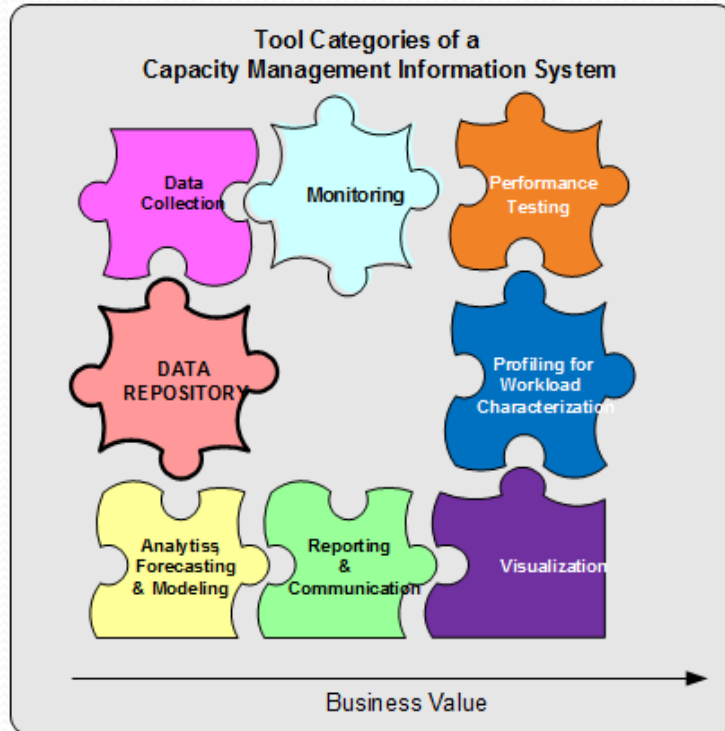 Tool Categories of a
Capacity Management Information System
Data
Collection
Monitoring
Performance
Testing
DATA
REPOSITORY
Profiling for
Workload
Characterization
Analytiss,
Forecasting
& Modeling
Reporting
&
Communication
Visualization
Business Value